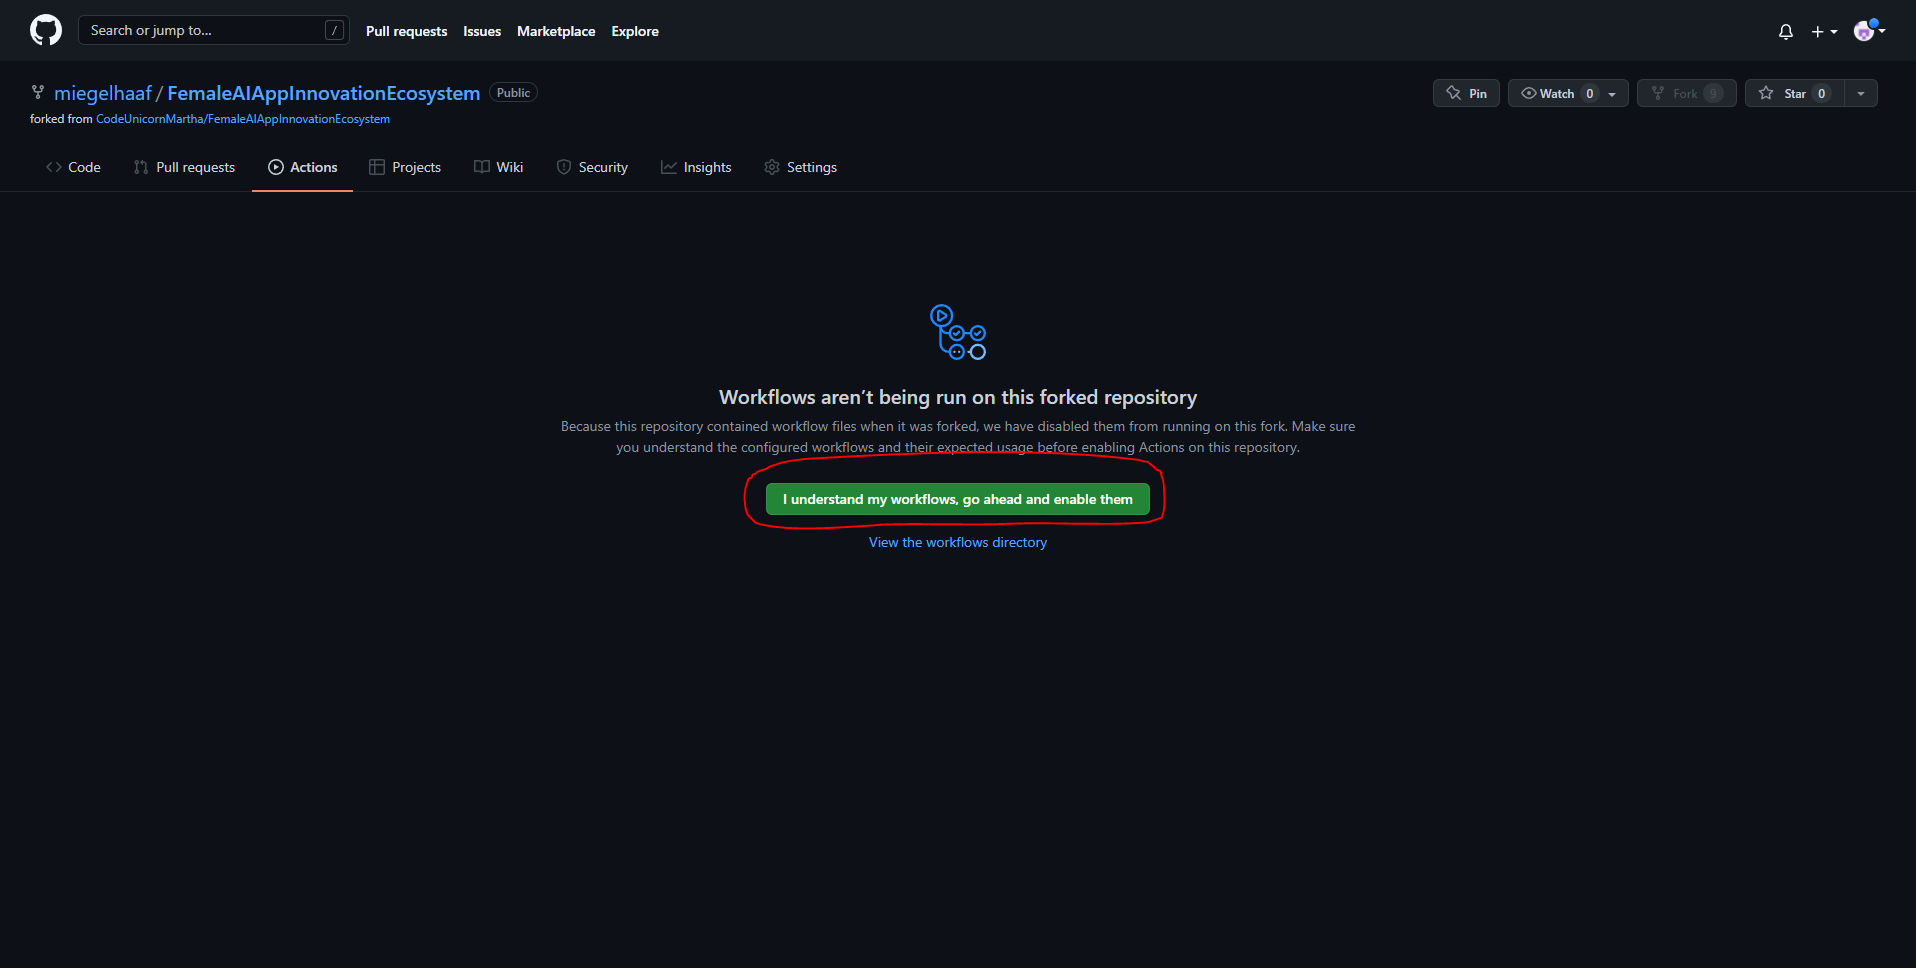 Search or jump to... /
Pull requests Issues Marketplace Explore
miegelhaaf / FemaleAIAppInnovationEcosystem Public
Pin Watch 0 Fork 9 Star 0
forked from CodeUnicornMartha/FemaleAIAppInnovationEcosystem
Code Pull requests Actions Projects Wiki Security Insights Settings
Workflows aren’t being run on this forked repository
Because this repository contained workflow files when it was forked, we have disabled them from running on this fork. Make sure
you understand the configured workflows and their expected usage before enabling Actions on this repository.
I understand my workflows, go ahead and enable them
View the workflows directory